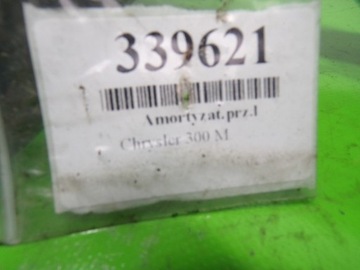 339621
Amortyzat.prz.l
Chrysler 300 M